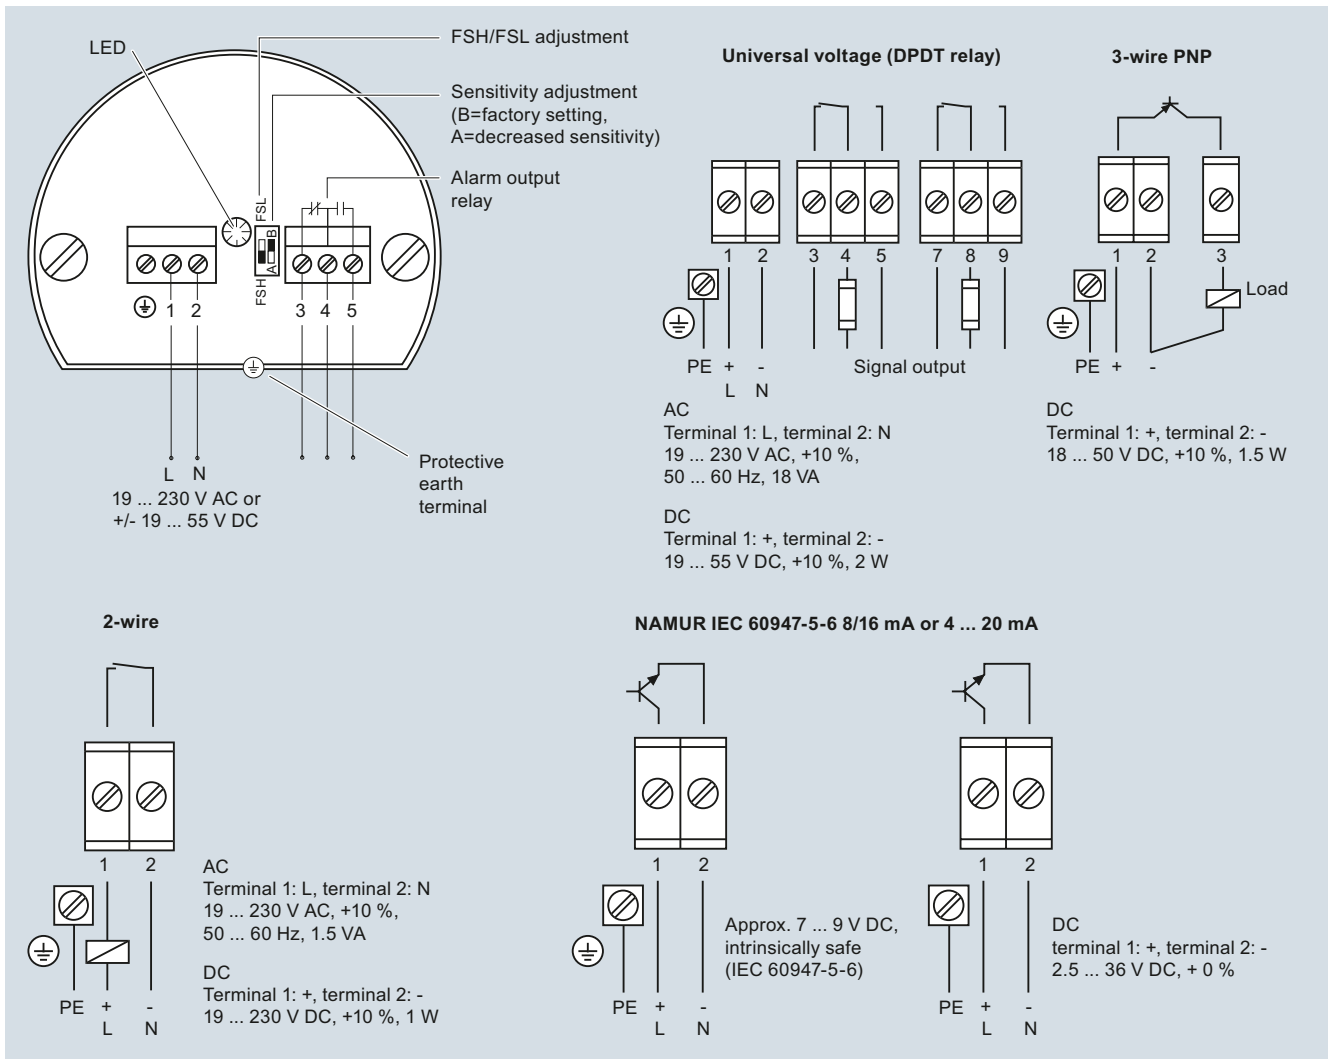 LED
FSH/FSL adjustment
Sensitivity adjustment
(B=factory setting,
A=decreased sensitivity)
Alarm output
relay
FSL
B
A
FSH
1 2
3 4 5
L N
19 ... 230 V AC or
+/- 19 ... 55 V DC
Protective
earth
terminal
Universal voltage (DPDT relay)
1 2 3 4 5 7 8 9
PE + -
L N
Signal output
AC
Terminal 1: L, terminal 2: N
19 ... 230 V AC, +10 %,
50 ... 60 Hz, 18 VA
DC
Terminal 1: +, terminal 2: -
19 ... 55 V DC, +10 %, 2 W
3-wire PNP
1 2 3
Load
PE + -
DC
Terminal 1: +, terminal 2: -
18 ... 50 V DC, +10 %, 1.5 W
2-wire
1 2
PE + -
L N
AC
Terminal 1: L, terminal 2: N
19 ... 230 V AC, +10 %,
50 ... 60 Hz, 1.5 VA
DC
Terminal 1: +, terminal 2: -
19 ... 230 V DC, +10 %, 1 W
NAMUR IEC 60947-5-6 8/16 mA or 4 ... 20 mA
1 2
PE + -
L N
Approx. 7 ... 9 V DC,
intrinsically safe
(IEC 60947-5-6)
1 2
PE + -
L N
DC
terminal 1: +, terminal 2: -
2.5 ... 36 V DC, + 0 %